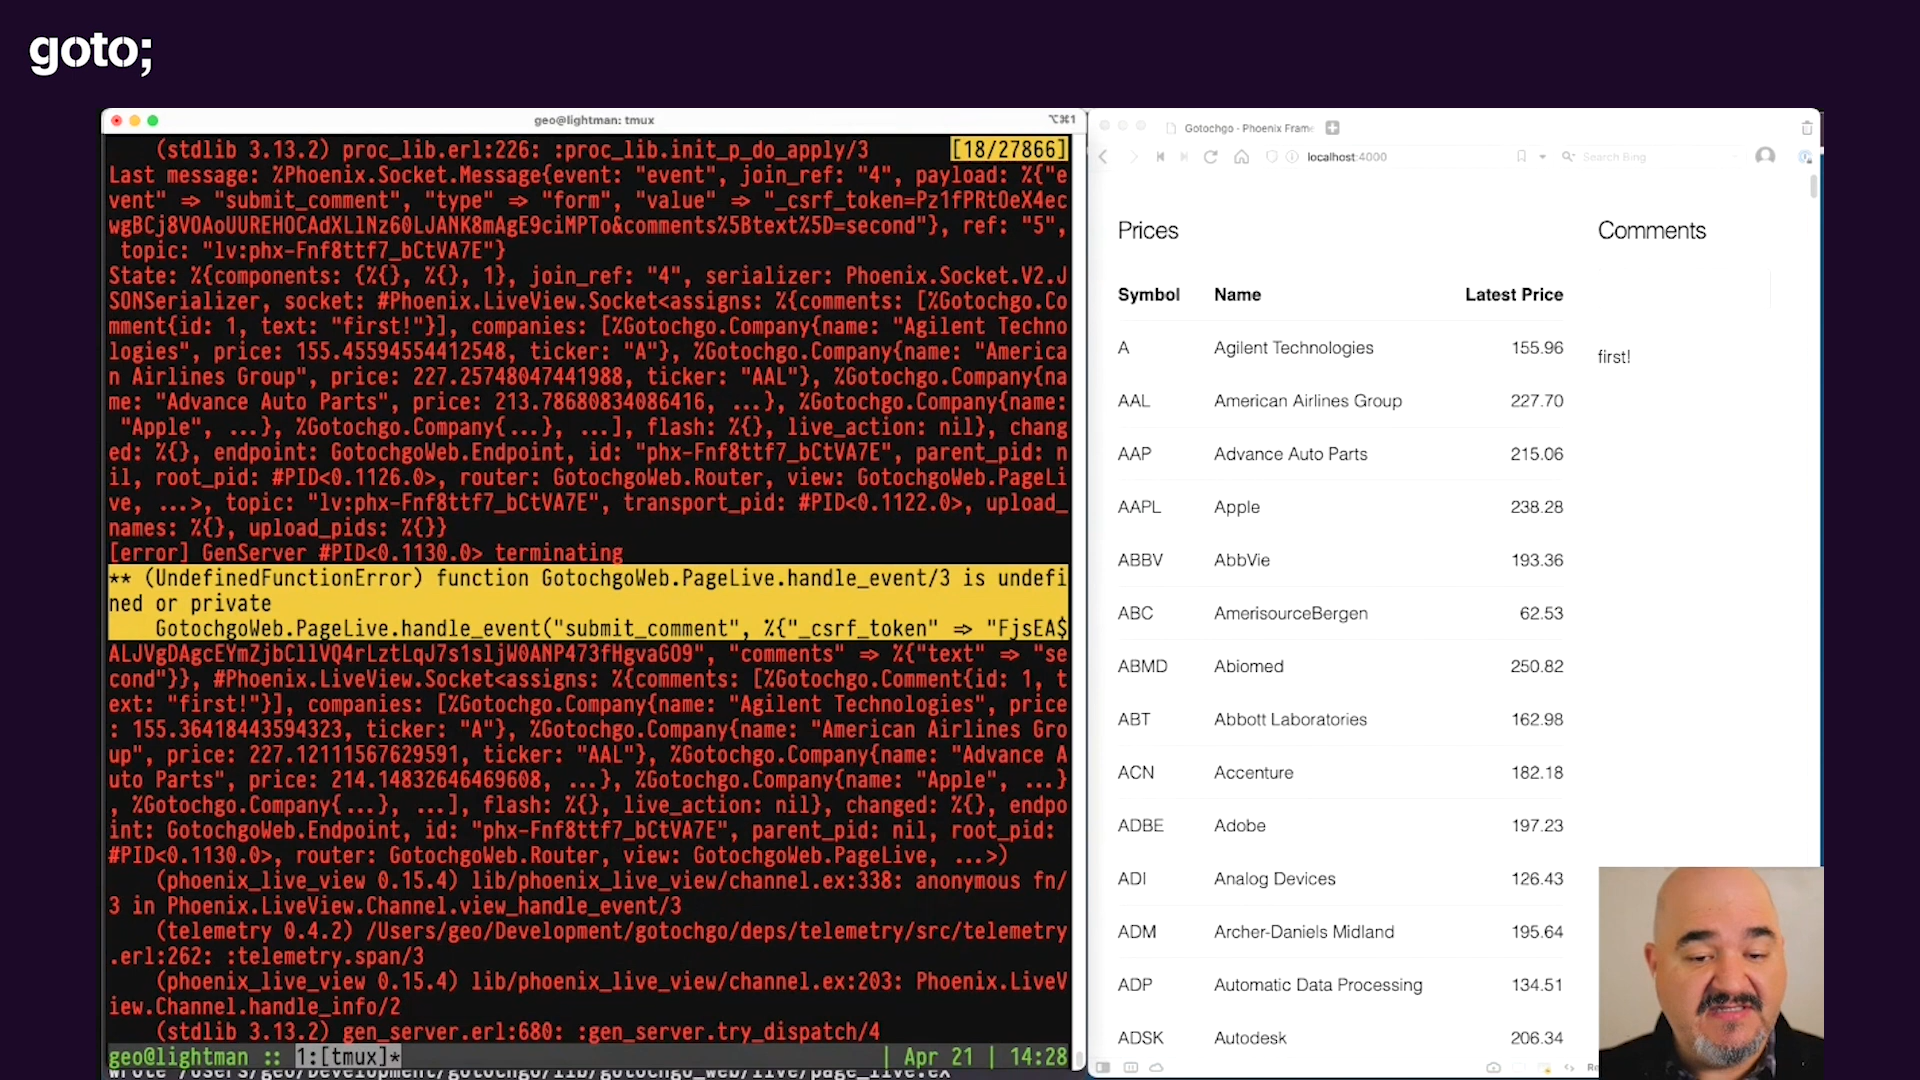 goto;
geo@lightman: tmux
⌥⌘1
(stdlib 3.13.2) proc_lib.erl:226: :proc_lib.init_p_do_apply/3 [18/27866]
Last message: %Phoenix.Socket.Message{event: "event", join_ref: "4", payload: %{"e
vent" => "submit_comment", "type" => "form", "value" => "_csrf_token=Pz1fPRtOeX4ec
wgBCj8VOAoUUREHOCAdXLlNz60LJANK8mAgE9ciMPTo&comments%5Btext%5D=second"}, ref: "5",
topic: "lv:phx-Fnf8ttf7_bCtVA7E"}
State: %{components: {%{}, %{}, 1}, join_ref: "4", serializer: Phoenix.Socket.V2.J
SONSerializer, socket: #Phoenix.LiveView.Socket<assigns: %{comments: [%Gotochgo.Co
mment{id: 1, text: "first!"}], companies: [%Gotochgo.Company{name: "Agilent Techno
logies", price: 155.45594554412548, ticker: "A"}, %Gotochgo.Company{name: "America
n Airlines Group", price: 227.25748047441988, ticker: "AAL"}, %Gotochgo.Company{na
me: "Advance Auto Parts", price: 213.78680834086416, ...}, %Gotochgo.Company{name:
"Apple", ...}, %Gotochgo.Company{...}, ...], flash: %{}, live_action: nil}, chang
ed: %{}, endpoint: GotochgoWeb.Endpoint, id: "phx-Fnf8ttf7_bCtVA7E", parent_pid: n
il, root_pid: #PID<0.1126.0>, router: GotochgoWeb.Router, view: GotochgoWeb.PageLi
ve, ...>, topic: "lv:phx-Fnf8ttf7_bCtVA7E", transport_pid: #PID<0.1122.0>, upload_
names: %{}, upload_pids: %{}}
[error] GenServer #PID<0.1130.0> terminating
** (UndefinedFunctionError) function GotochgoWeb.PageLive.handle_event/3 is undefi
ned or private
GotochgoWeb.PageLive.handle_event("submit_comment", %{"_csrf_token" => "FjsEA$
ALJVgDAgcEYmZjbCllVQ4rLztLqJ7s1sljW0ANP473fHgvaGO9", "comments" => %{"text" => "se
cond"}}, #Phoenix.LiveView.Socket<assigns: %{comments: [%Gotochgo.Comment{id: 1, t
ext: "first!"}], companies: [%Gotochgo.Company{name: "Agilent Technologies", price
: 155.36418443594323, ticker: "A"}, %Gotochgo.Company{name: "American Airlines Gro
up", price: 227.12111567629591, ticker: "AAL"}, %Gotochgo.Company{name: "Advance A
uto Parts", price: 214.14832646469608, ...}, %Gotochgo.Company{name: "Apple", ...}
, %Gotochgo.Company{...}, ...], flash: %{}, live_action: nil}, changed: %{}, endpo
int: GotochgoWeb.Endpoint, id: "phx-Fnf8ttf7_bCtVA7E", parent_pid: nil, root_pid:
#PID<0.1130.0>, router: GotochgoWeb.Router, view: GotochgoWeb.PageLive, ...>)
(phoenix_live_view 0.15.4) lib/phoenix_live_view/channel.ex:338: anonymous fn/
3 in Phoenix.LiveView.Channel.view_handle_event/3
(telemetry 0.4.2) /Users/geo/Development/gotochgo/deps/telemetry/src/telemetry
.erl:262: :telemetry.span/3
(phoenix_live_view 0.15.4) lib/phoenix_live_view/channel.ex:203: Phoenix.LiveV
iew.Channel.handle_info/2
(stdlib 3.13.2) gen_server.erl:680: :gen_server.try_dispatch/4
geo@lightman :: 1:[tmux]* | Apr 21 | 14:28
wrote /Users/geo/Development/gotochgo/lib/gotochgo_web/live/page_live.ex
Gotochgo - Phoenix Frame
localhost:4000
Search Bing
Prices
Comments
Symbol Name Latest Price
A Agilent Technologies 155.96
first!
AAL American Airlines Group 227.70
AAP Advance Auto Parts 215.06
AAPL Apple 238.28
ABBV AbbVie 193.36
ABC AmerisourceBergen 62.53
ABMD Abiomed 250.82
ABT Abbott Laboratories 162.98
ACN Accenture 182.18
ADBE Adobe 197.23
ADI Analog Devices 126.43
ADM Archer-Daniels Midland 195.64
ADP Automatic Data Processing 134.51
ADSK Autodesk 206.34